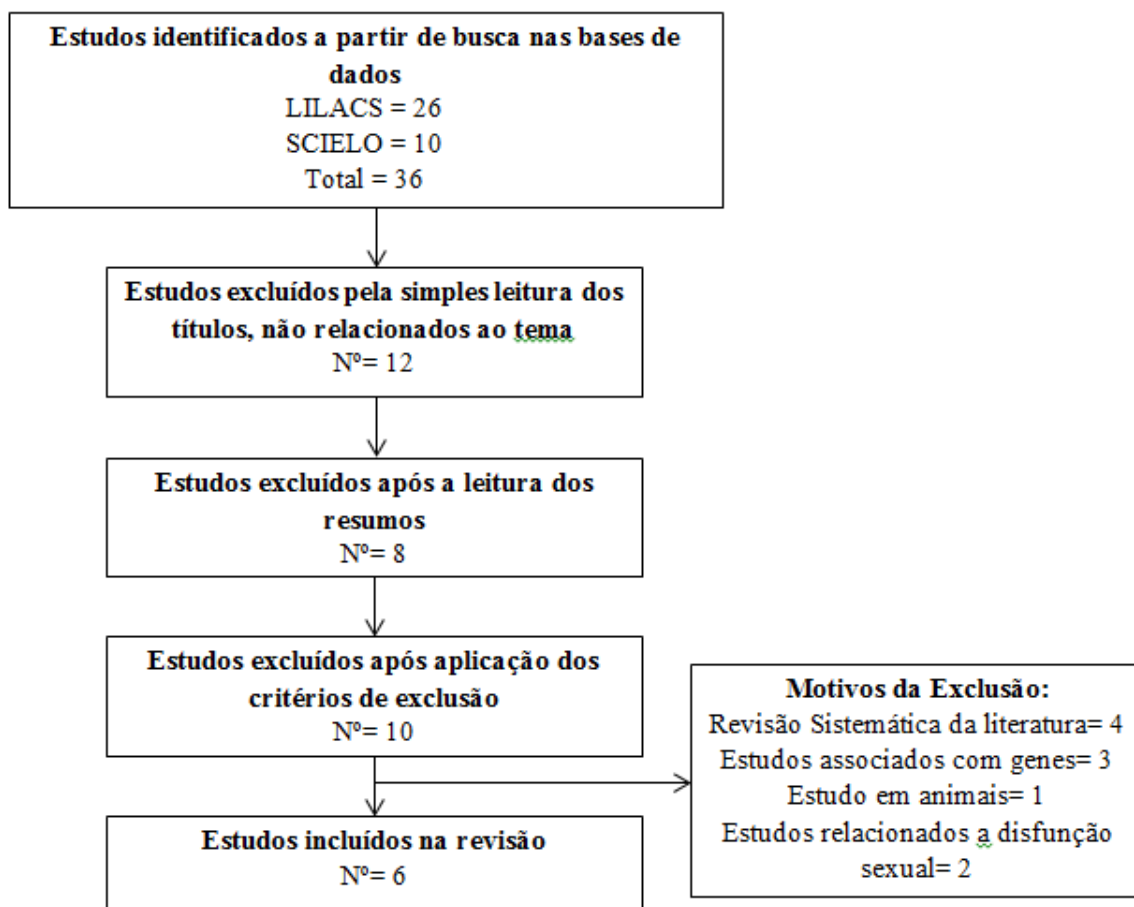 Estudos identificados a partir de busca nas bases de
dados
LILACS = 26
SCIELO = 10
Total = 36
Estudos excluídos pela simples leitura dos
títulos, não relacionados ao tema
Nº= 12
Estudos excluídos após a leitura dos
resumos
Nº= 8
Estudos excluídos após aplicação dos
critérios de exclusão
Nº= 10
Motivos da Exclusão:
Revisão Sistemática da literatura= 4
Estudos associados com genes= 3
Estudo em animais= 1
Estudos relacionados a disfunção
sexual= 2
Estudos incluídos na revisão
Nº= 6